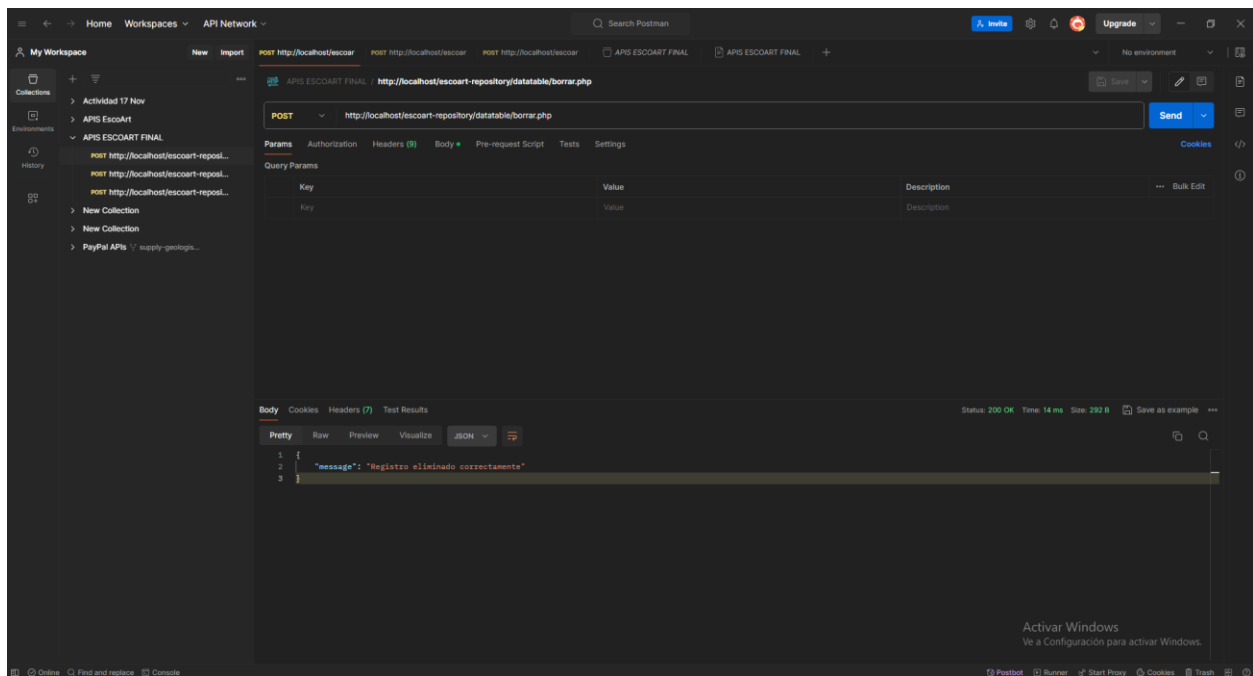 Home Workspaces API Network Search Postman Invite Upgrade
My Workspace New Import POST http://localhost/escoar POST http://localhost/escoar POST http://localhost/escoar APIS ESCOART FINAL APIS ESCOART FINAL + No environment
Collections
Environments
History
Actividad 17 Nov
APIS EscoArt
APIS ESCOART FINAL
POST http://localhost/escoart-reposi...
POST http://localhost/escoart-reposi...
POST http://localhost/escoart-reposi...
New Collection
New Collection
PayPal APIs supply-geologis...
APIS ESCOART FINAL / http://localhost/escoart-repository/datatable/borrar.php Save
POST http://localhost/escoart-repository/datatable/borrar.php Send
Params Authorization Headers (9) Body Pre-request Script Tests Settings Cookies
Query Params
Key Value Description Bulk Edit
Key Value Description
Body Cookies Headers (7) Test Results Status: 200 OK Time: 14 ms Size: 292 B Save as example
Pretty Raw Preview Visualize JSON
1 {
2 "message": "Registro eliminado correctamente"
3 }
Activar Windows
Ve a Configuración para activar Windows.
Online Find and replace Console Postbot Runner Start Proxy Cookies Trash